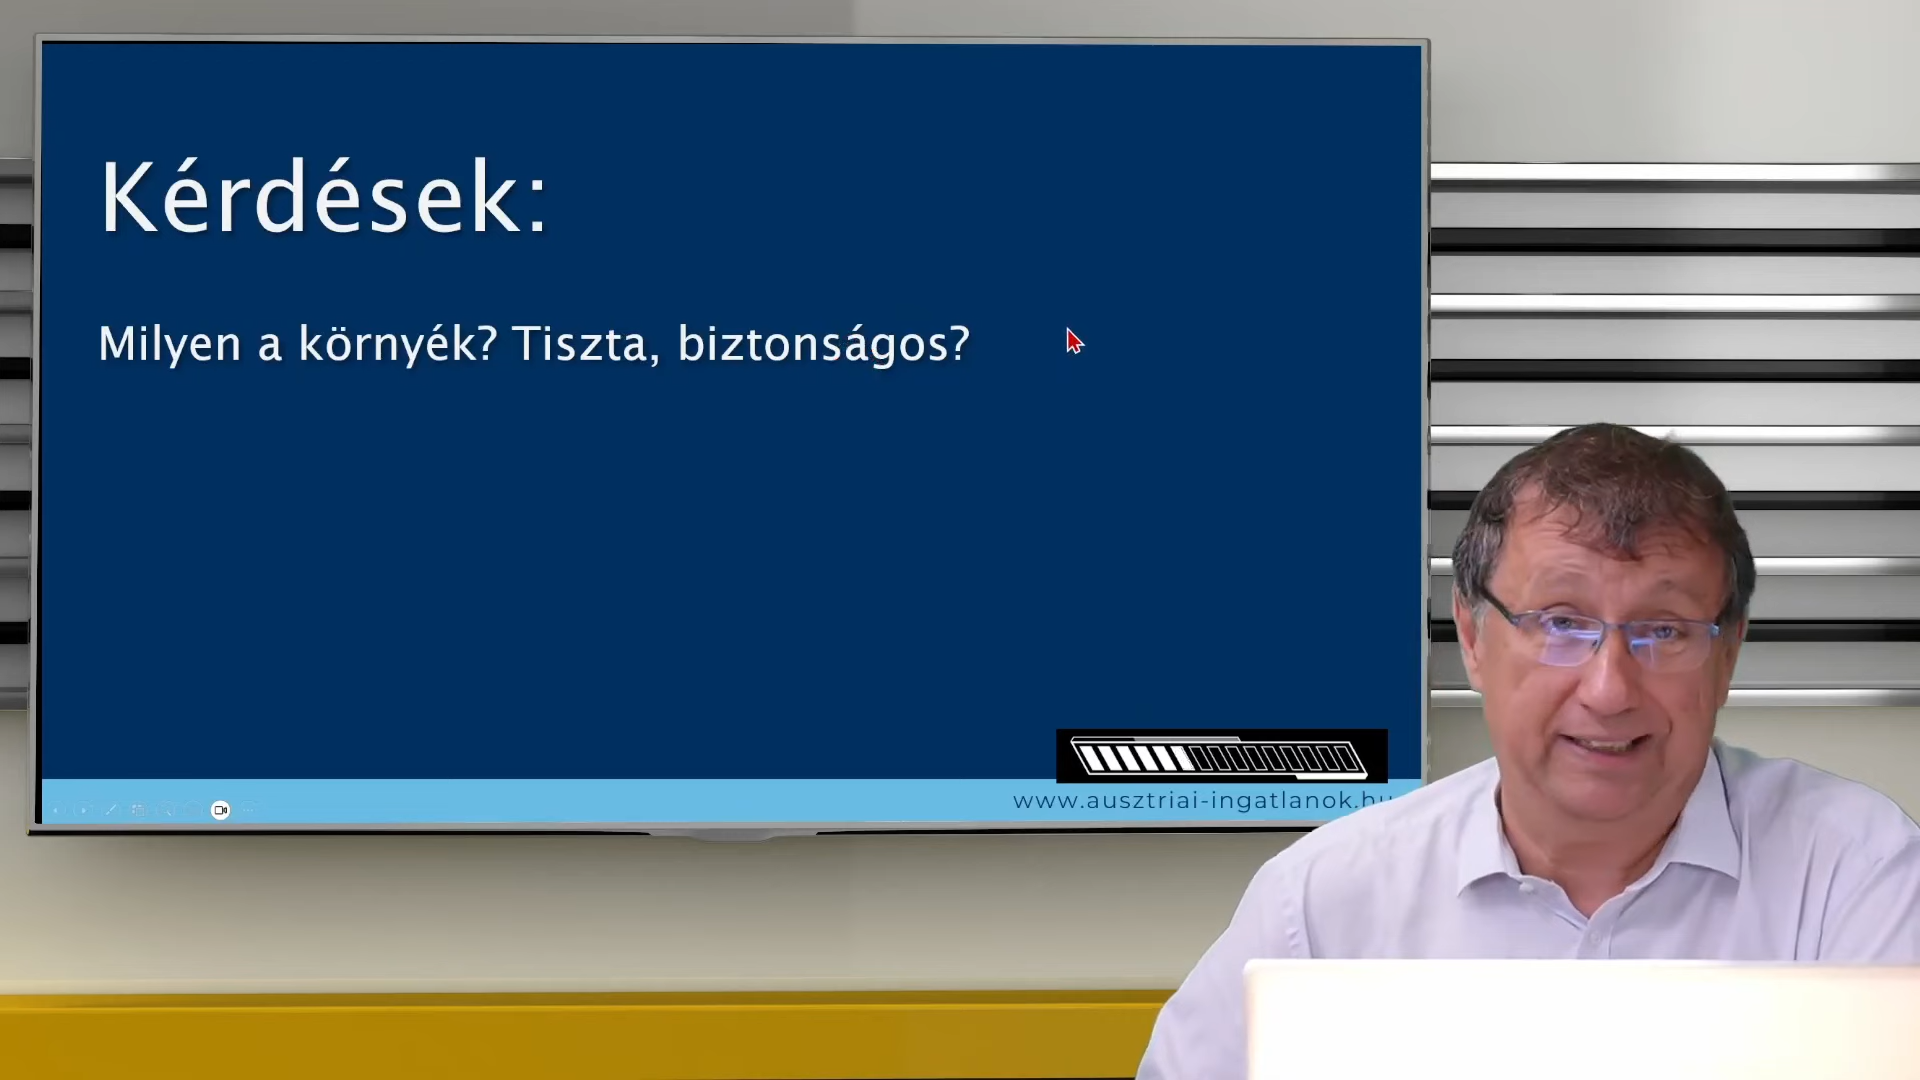 Kérdések:
Milyen a környék? Tiszta, biztonságos?
www.ausztriai-ingatlanok.hu